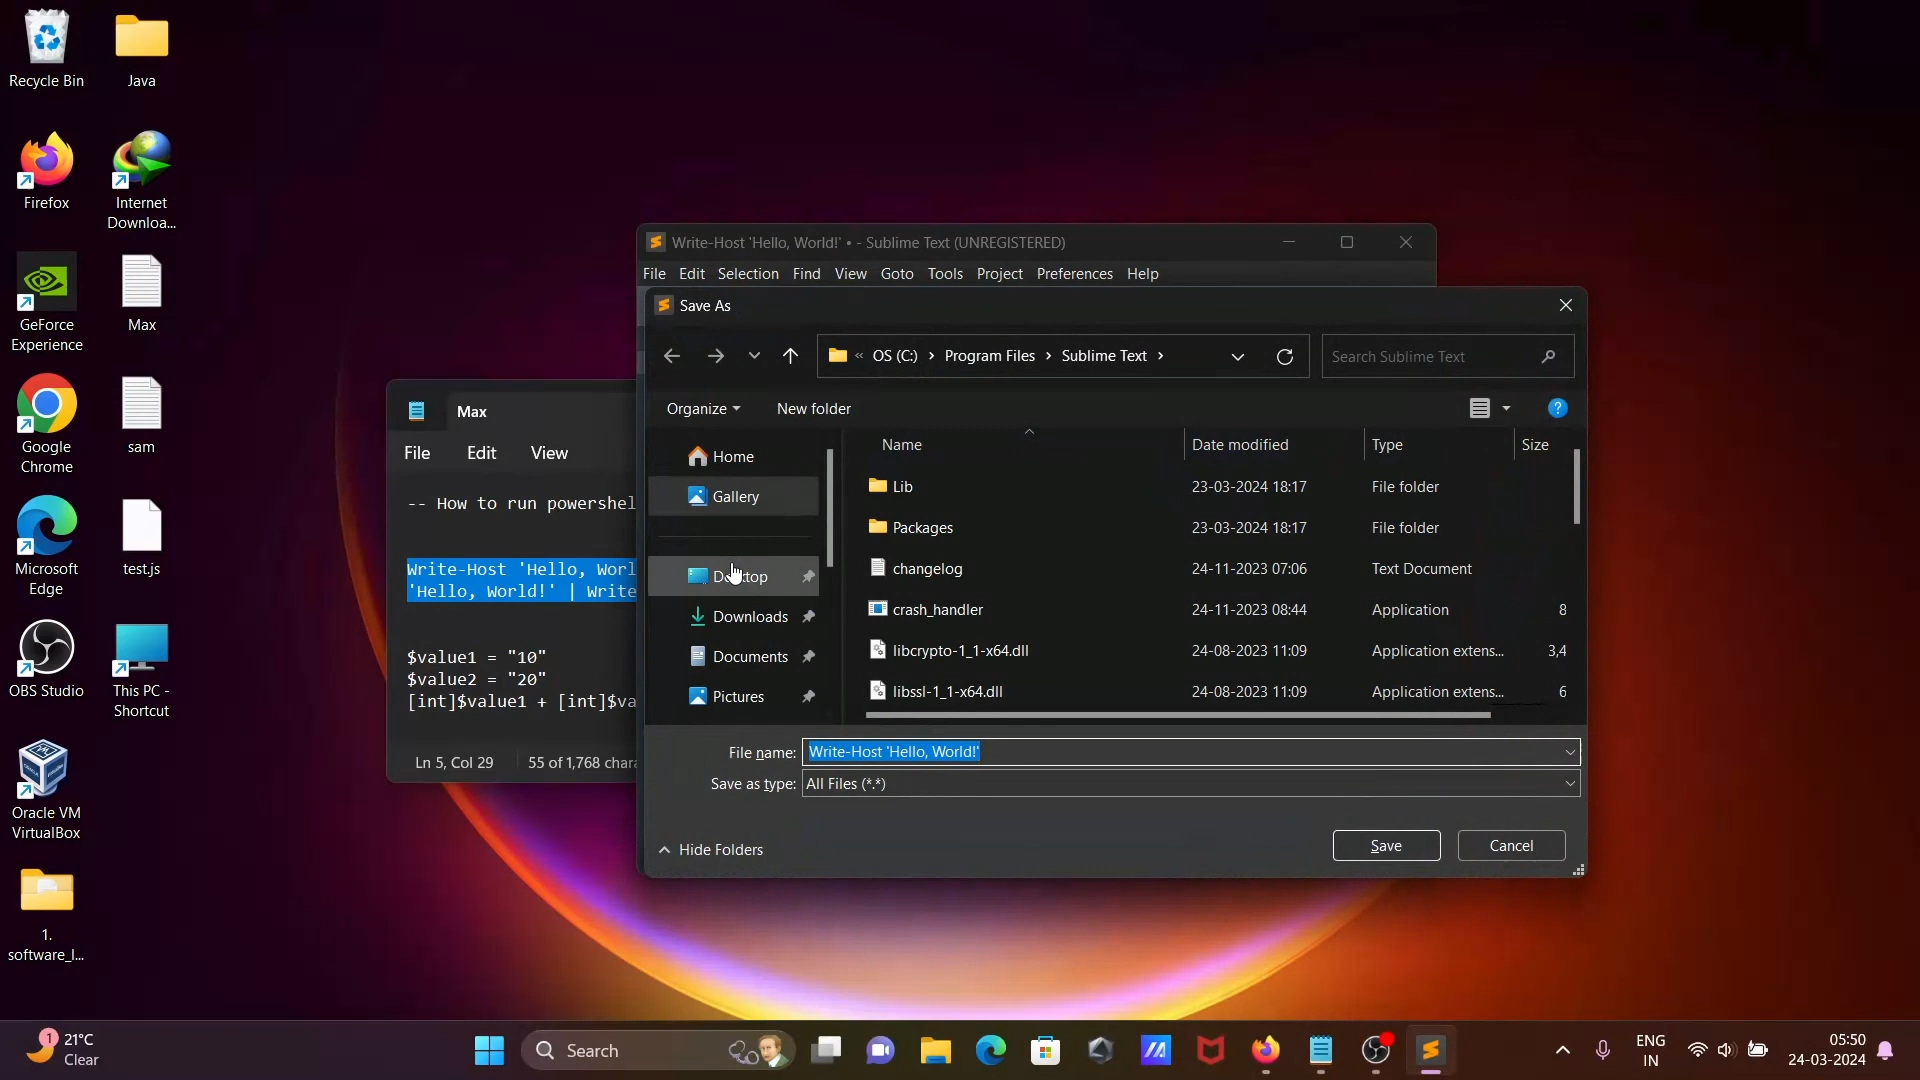 Recycle Bin
Java
Firefox
Internet
Downloa...
GeForce
Experience
Max
Google
Chrome
sam
Microsoft
Edge
test.js
OBS Studio
This PC -
Shortcut
Oracle VM
VirtualBox
1.
software_l...
Max
File Edit View
-- How to run powershel
Write-Host 'Hello, Worl
'Hello, World!' | Write
$value1 = "10"
$value2 = "20"
[int]$value1 + [int]$va
Ln 5, Col 29
55 of 1,768 chara
Write-Host 'Hello, World!' • - Sublime Text (UNREGISTERED)
File Edit Selection Find View Goto Tools Project Preferences Help
Save As
« OS (C:) › Program Files › Sublime Text ›
Search Sublime Text
Organize
New folder
Home
Gallery
Downloads
Documents
Pictures
Name Date modified Type Size
Lib 23-03-2024 18:17 File folder
Packages 23-03-2024 18:17 File folder
changelog 24-11-2023 07:06 Text Document
crash_handler 24-11-2023 08:44 Application 8
libcrypto-1_1-x64.dll 24-08-2023 11:09 Application extens... 3,4
libssl-1_1-x64.dll 24-08-2023 11:09 Application extens... 6
File name: Write-Host 'Hello, World!'
Save as type: All Files (*.*)
Hide Folders
Save
Cancel
1
21°C
Clear
Search
ENG
IN
05:50
24-03-2024